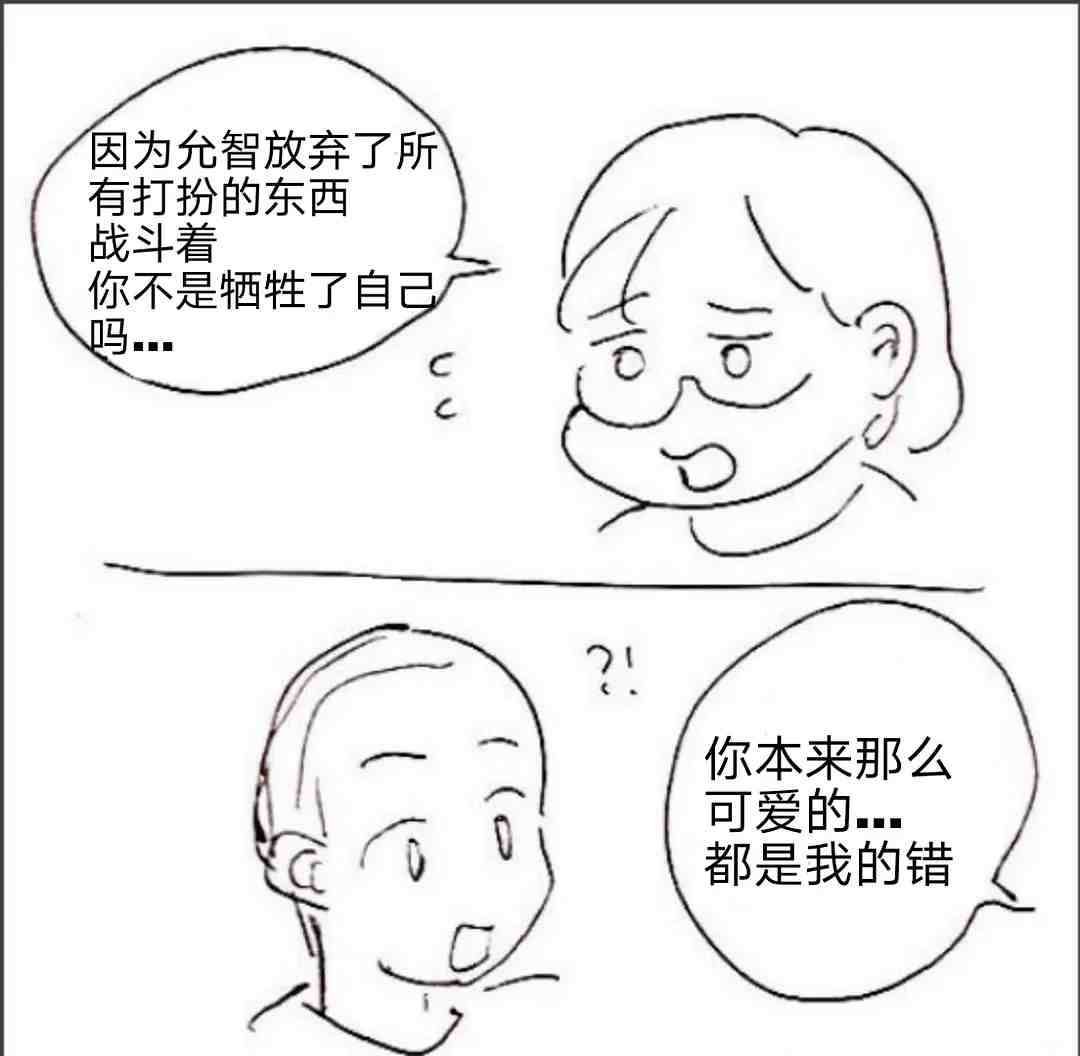 因为允智放弃了所
有打扮的东西
战斗着
你不是牺牲了自己
吗...
?!
你本来那么
可爱的...
都是我的错